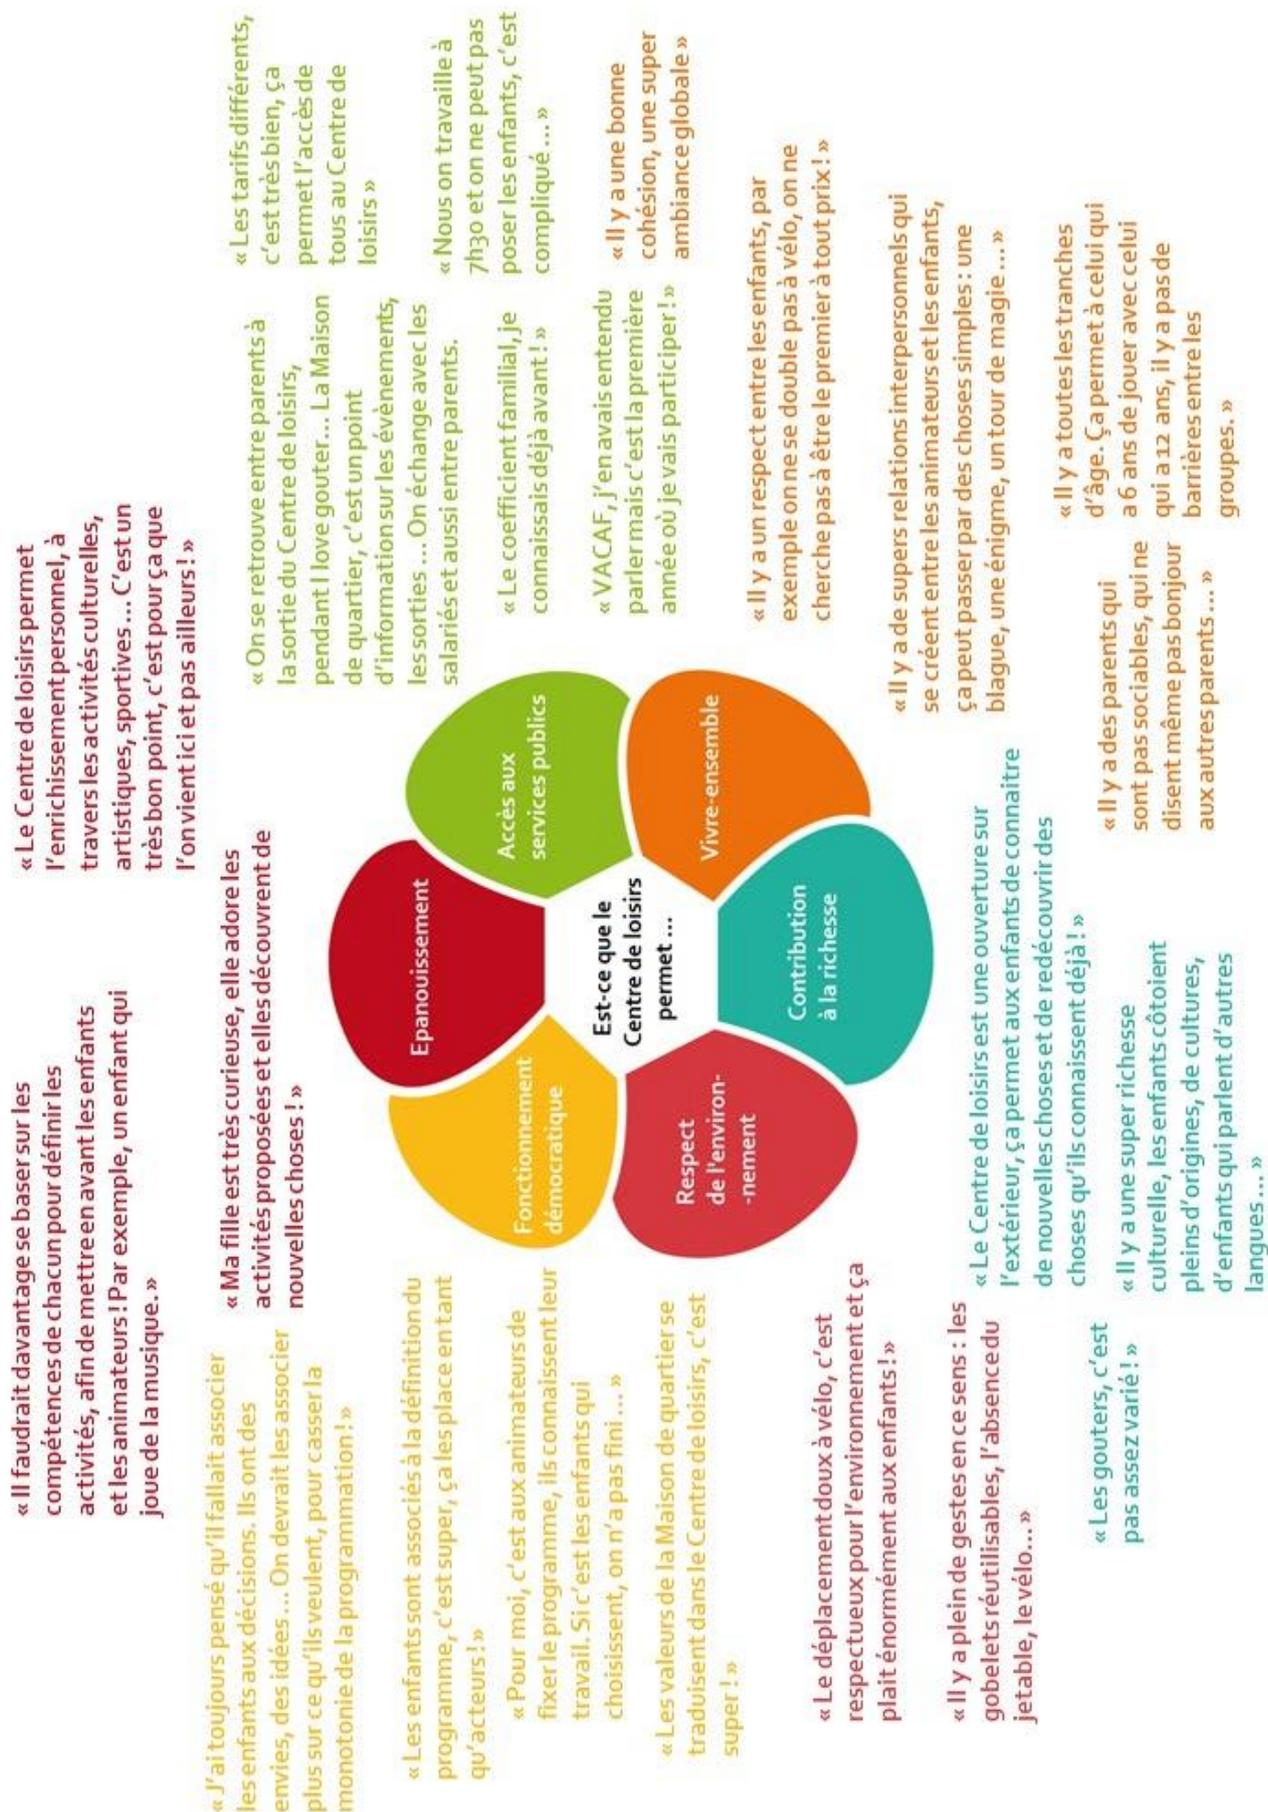 « Il faudrait davantage se baser sur les
compétences de chacun pour définir les
activités, afin de mettre en avant les enfants
et les animateurs ! Par exemple, un enfant qui
joue de la musique. »
« Le Centre de loisirs permet
l'enrichissement personnel, à
travers les activités culturelles,
artistiques, sportives ... C'est un
très bon point, c'est pour ça que
l'on vient ici et pas ailleurs ! »
« Ma fille est très curieuse, elle adore les
activités proposées et elles découvrent de
nouvelles choses ! »
« J'ai toujours pensé qu'il fallait associer
les enfants aux décisions. Ils ont des
envies, des idées ... On devrait les associer
plus sur ce qu'ils veulent, pour casser la
monotonie de la programmation ! »
« Les enfants sont associés à la définition du
programme, c'est super, ça les place en tant
qu'acteurs ! »
« Pour moi, c'est aux animateurs de
fixer le programme, ils connaissent leur
travail. Si c'est les enfants qui
choisissent, on n'a pas fini ... »
« Les valeurs de la Maison de quartier se
traduisent dans le Centre de loisirs, c'est
super ! »
Epanouissement
Fonctionnement
démocratique
Accès aux
services publics
Est-ce que le
Centre de loisirs
permet ...
Respect
de l'environ-
-nement
Vivre-ensemble
Contribution
à la richesse
« On se retrouve entre parents à
la sortie du Centre de loisirs,
pendant I love gouter... La Maison
de quartier, c'est un point
d'information sur les évènements,
les sorties ... On échange avec les
salariés et aussi entre parents.
« Les tarifs différents,
c'est très bien, ça
permet l'accès de
tous au Centre de
loisirs »
« Nous on travaille à
7h30 et on ne peut pas
poser les enfants, c'est
compliqué ... »
« Le coefficient familial, je
connaissais déjà avant ! »
« VACAF, j'en avais entendu
parler mais c'est la première
année où je vais participer ! »
« Il y a une bonne
cohésion, une super
ambiance globale »
« Il y a un respect entre les enfants, par
exemple on ne se double pas à vélo, on ne
cherche pas à être le premier à tout prix ! »
« Il y a de supers relations interpersonnels qui
se créent entre les animateurs et les enfants,
ça peut passer par des choses simples : une
blague, une énigme, un tour de magie ... »
« Il y a toutes les tranches
d'âge. Ça permet à celui qui
a 6 ans de jouer avec celui
qui a 12 ans, il y a pas de
barrières entre les
groupes. »
« Il y a des parents qui
sont pas sociables, qui ne
disent même pas bonjour
aux autres parents ... »
« Le déplacement doux à vélo, c'est
respectueux pour l'environnement et ça
plait énormément aux enfants ! »
« Il y a plein de gestes en ce sens : les
gobelets réutilisables, l'absence du
jetable, le vélo... »
« Le Centre de loisirs est une ouverture sur
l'extérieur, ça permet aux enfants de connaitre
de nouvelles choses et de redécouvrir des
choses qu'ils connaissent déjà ! »
« Les gouters, c'est
pas assez varié ! »
« Il y a une super richesse
culturelle, les enfants côtoient
pleins d'origines, de cultures,
d'enfants qui parlent d'autres
langues ... »